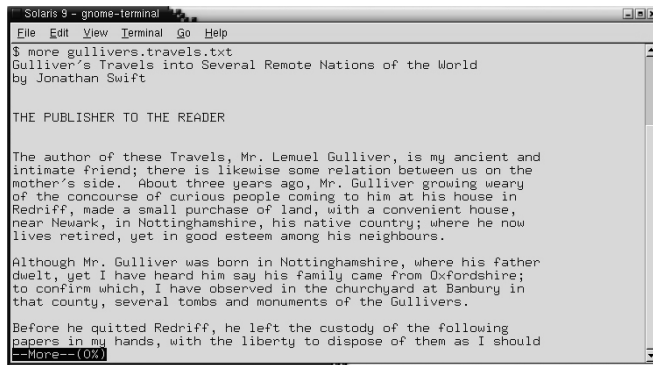 Solaris 9 - gnome-terminal
File Edit View Terminal Go Help
$ more gullivers.travels.txt
Gulliver's Travels into Several Remote Nations of the World
by Jonathan Swift
THE PUBLISHER TO THE READER
The author of these Travels, Mr. Lemuel Gulliver, is my ancient and
intimate friend; there is likewise some relation between us on the
mother's side.  About three years ago, Mr. Gulliver growing weary
of the concourse of curious people coming to him at his house in
Redriff, made a small purchase of land, with a convenient house,
near Newark, in Nottinghamshire, his native country; where he now
lives retired, yet in good esteem among his neighbours.
Although Mr. Gulliver was born in Nottinghamshire, where his father
dwelt, yet I have heard him say his family came from Oxfordshire;
to confirm which, I have observed in the churchyard at Banbury in
that county, several tombs and monuments of the Gullivers.
Before he quitted Redriff, he left the custody of the following
papers in my hands, with the liberty to dispose of them as I should
--More--(0%)